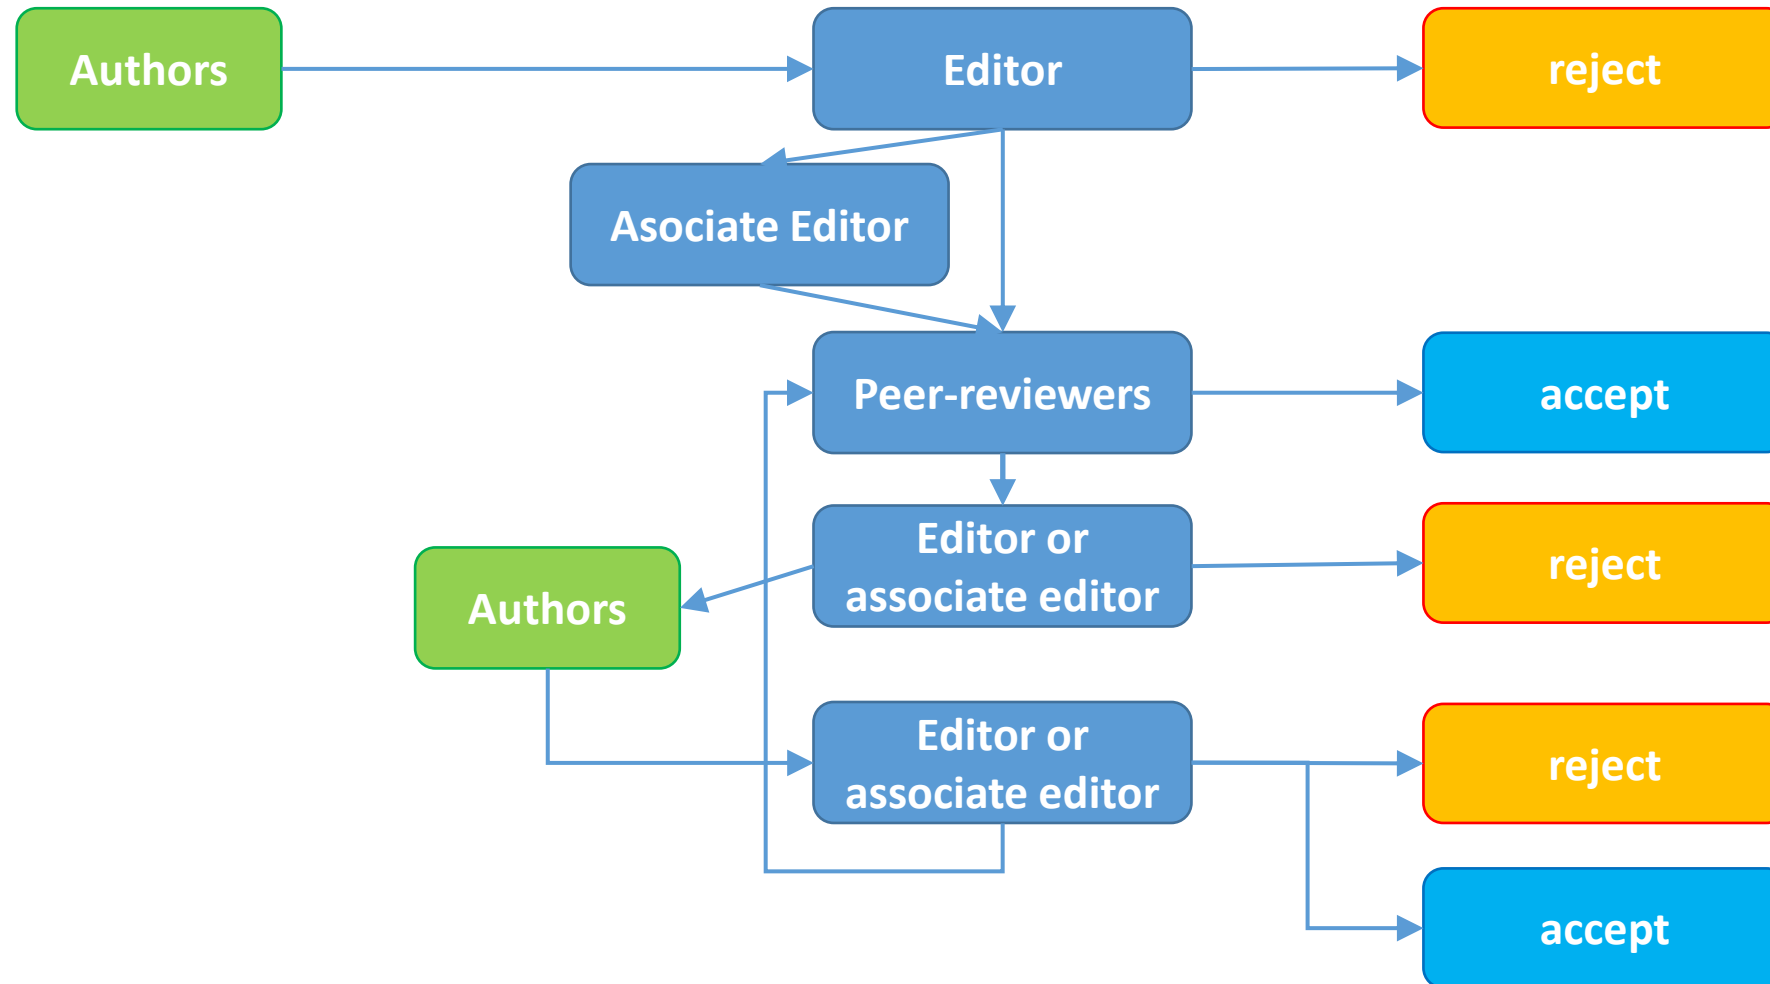 Authors
Editor
reject
Asociate Editor
Peer-reviewers
accept
Editor or
associate editor
reject
Authors
Editor or
associate editor
reject
accept